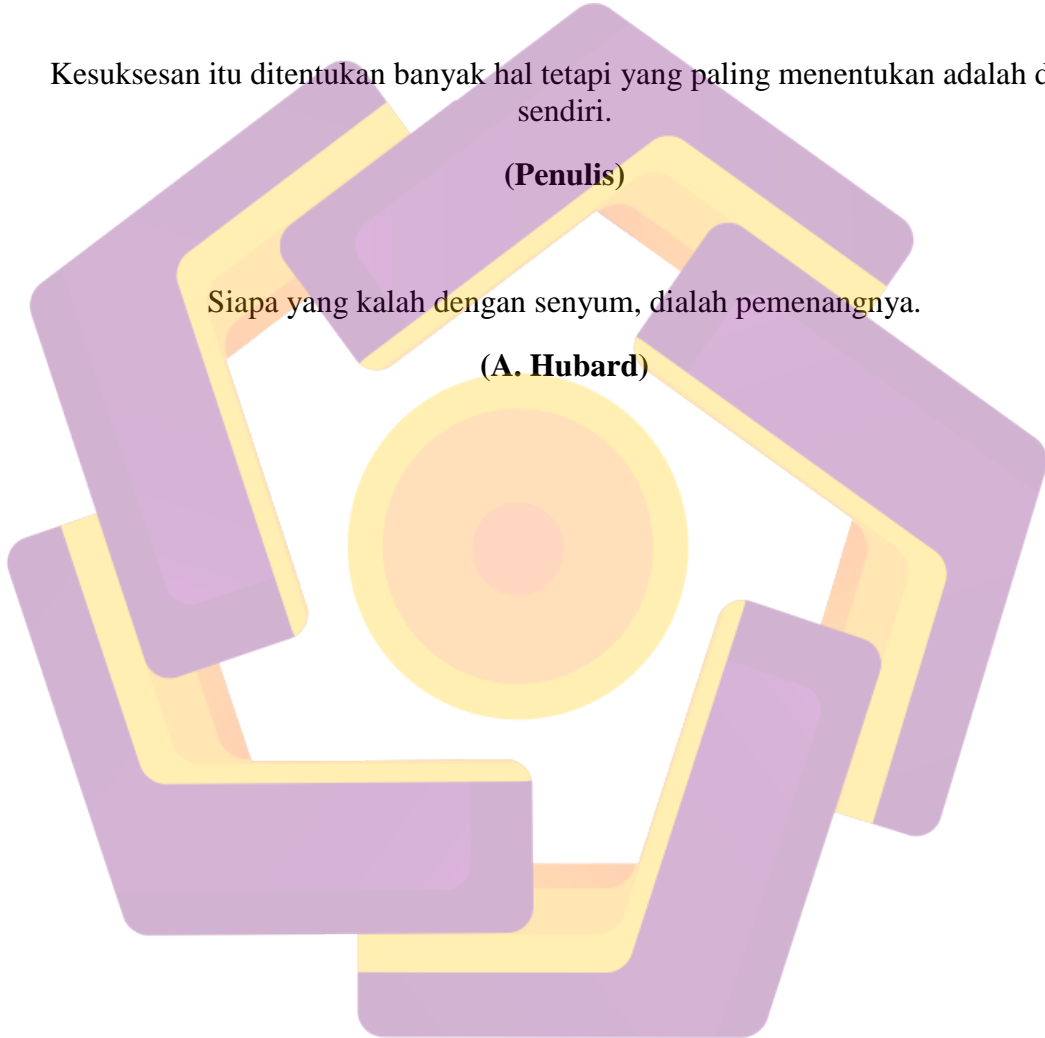 Kesuksesan itu ditentukan banyak hal tetapi yang paling menentukan adalah
sendiri.
(Penulis)
Siapa yang kalah dengan senyum, dialah pemenangnya.
(A. Hubard)